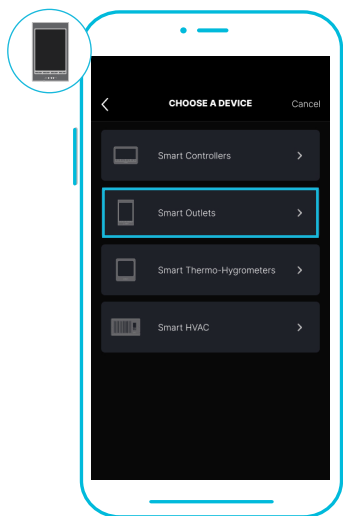 CHOOSE A DEVICE Cancel
Smart Controllers
Smart Outlets
Smart Thermo-Hygrometers
Smart HVAC